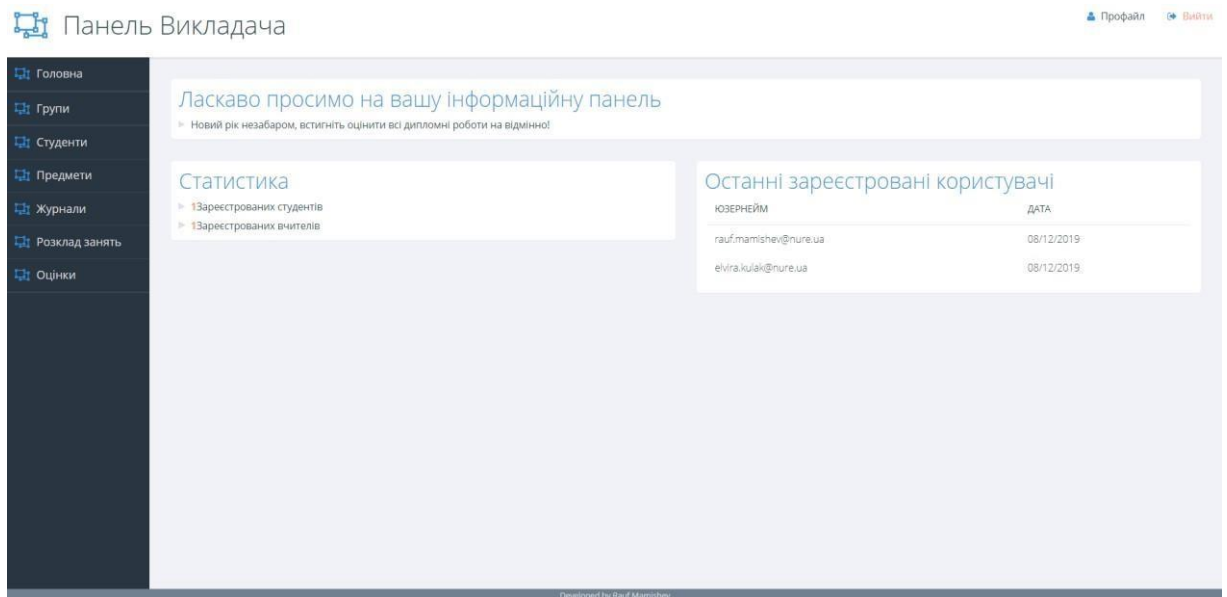 Панель Викладача
Профайл
Вийти
Головна
Групи
Студенти
Предмети
Журнали
Розклад занять
Оцінки
Ласкаво просимо на вашу інформаційну панель
Новий рік незабаром, встигніть оцінити всі дипломні роботи на відмінно!
Статистика
1Зареєстрованих студентів
1Зареєстрованих вчителів
Останні зареєстровані користувачі
ЮЗЕРНЕЙМ ДАТА
rauf.mamishev@nure.ua 08/12/2019
elvira.kulak@nure.ua 08/12/2019
Developed by Rauf Mamishev